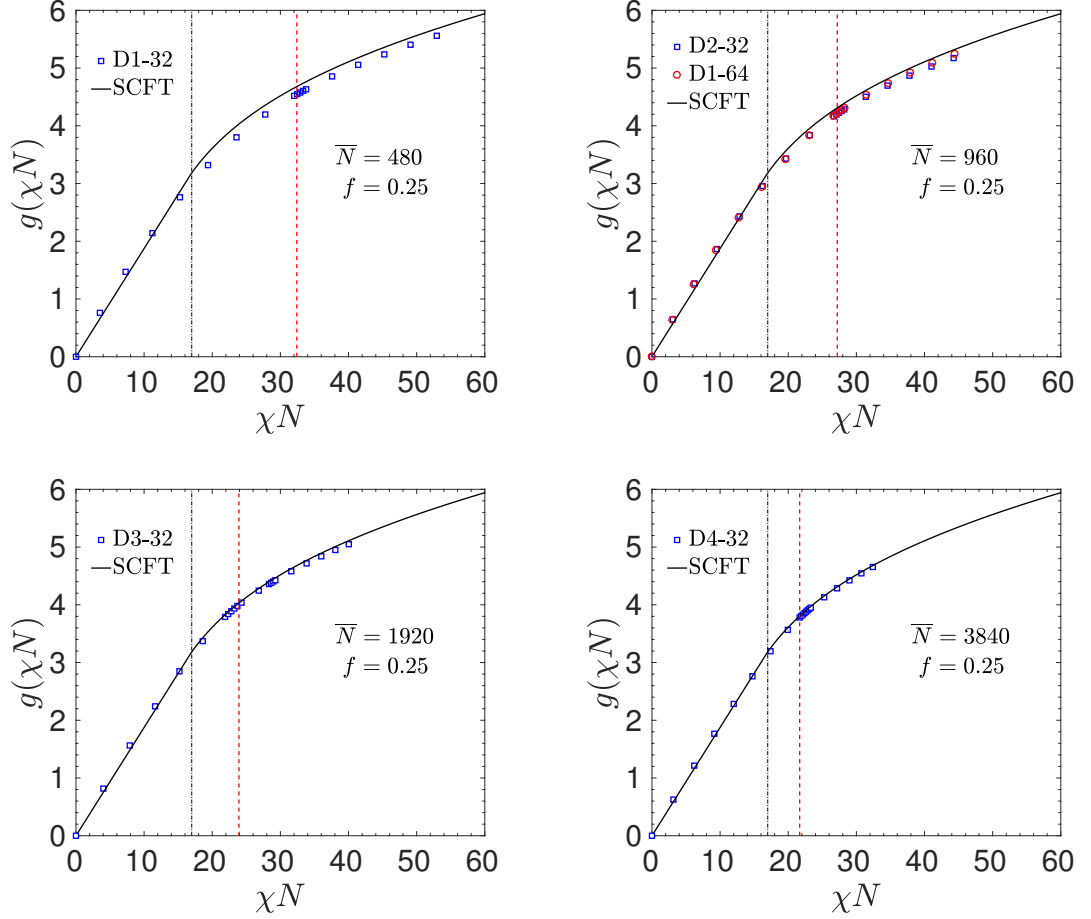 6
5
4
3
2
1
0
g(χN)
D1-32
SCFT
N̅ = 480
f = 0.25
0 10 20 30 40 50 60
χN
6
5
4
3
2
1
0
g(χN)
D2-32
D1-64
SCFT
N̅ = 960
f = 0.25
0 10 20 30 40 50 60
χN
6
5
4
3
2
1
0
g(χN)
D3-32
SCFT
N̅ = 1920
f = 0.25
0 10 20 30 40 50 60
χN
6
5
4
3
2
1
0
g(χN)
D4-32
SCFT
N̅ = 3840
f = 0.25
0 10 20 30 40 50 60
χN